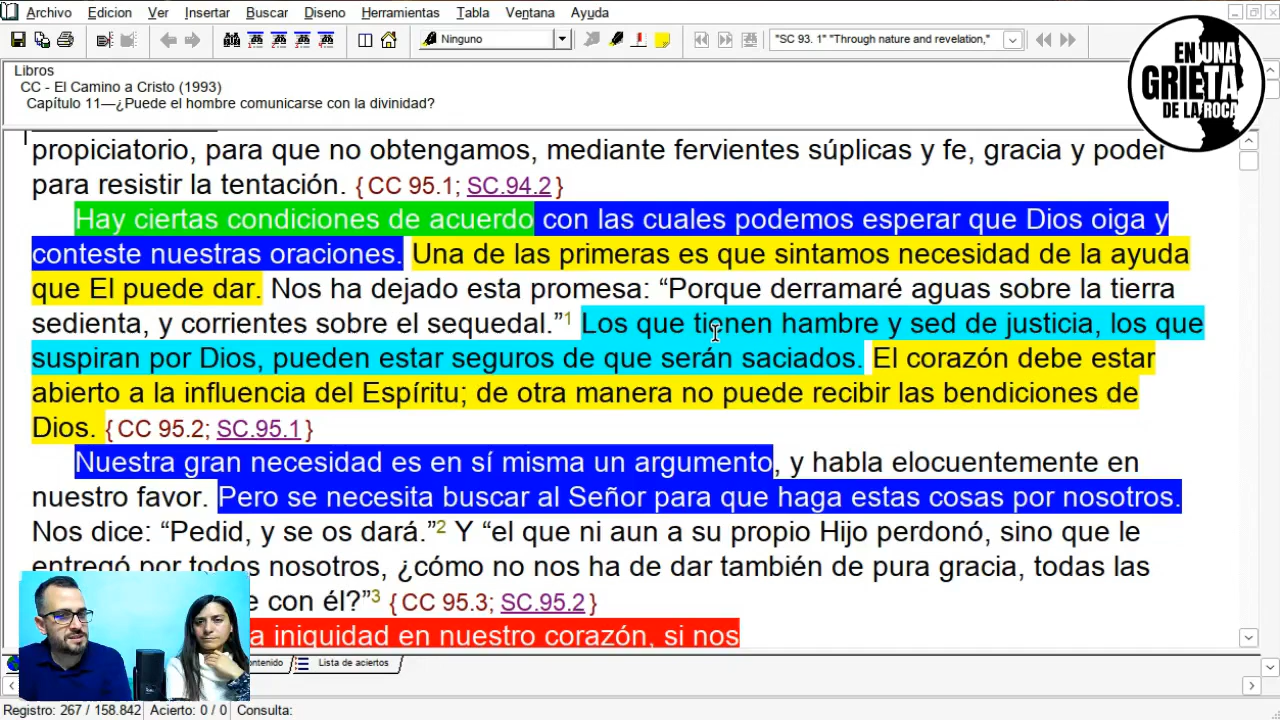 Archivo Edicion Ver Insertar Buscar Diseno Herramientas Tabla Ventana Ayuda
Ninguno "SC 93. 1" "Through nature and revelation,"
EN UNA
GRIETA
DE LA ROCA
Libros
CC - El Camino a Cristo (1993)
Capítulo 11—¿Puede el hombre comunicarse con la divinidad?
propiciatorio, para que no obtengamos, mediante fervientes súplicas y fe, gracia y poder
para resistir la tentación. {CC 95.1; SC.94.2}
Hay ciertas condiciones de acuerdo con las cuales podemos esperar que Dios oiga y
conteste nuestras oraciones. Una de las primeras es que sintamos necesidad de la ayuda
que El puede dar. Nos ha dejado esta promesa: “Porque derramaré aguas sobre la tierra
sedienta, y corrientes sobre el sequedal.”1 Los que tienen hambre y sed de justicia, los que
suspiran por Dios, pueden estar seguros de que serán saciados. El corazón debe estar
abierto a la influencia del Espíritu; de otra manera no puede recibir las bendiciones de
Dios. {CC 95.2; SC.95.1}
Nuestra gran necesidad es en sí misma un argumento, y habla elocuentemente en
nuestro favor. Pero se necesita buscar al Señor para que haga estas cosas por nosotros.
Nos dice: “Pedid, y se os dará.”2 Y “el que ni aun a su propio Hijo perdonó, sino que le
entregó por todos nosotros, ¿cómo no nos ha de dar también de pura gracia, todas las
e con él?”3 {CC 95.3; SC.95.2}
a iniquidad en nuestro corazón, si nos
enido Lista de aciertos
Registro: 267 / 158.842 Acierto: 0 / 0 Consulta: